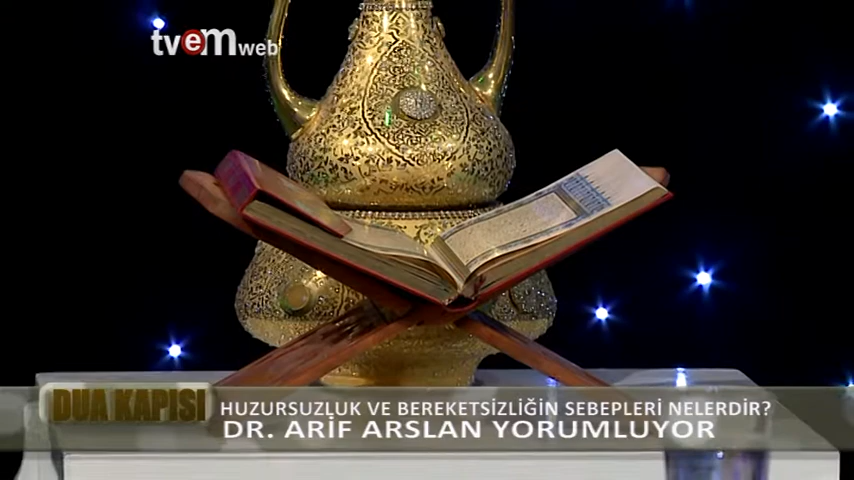 tvem web
DUA KAPISI
HUZURSUZLUK VE BEREKETSİZLİĞİN SEBEPLERİ NELERDİR?
DR. ARİF ARSLAN YORUMLUYOR